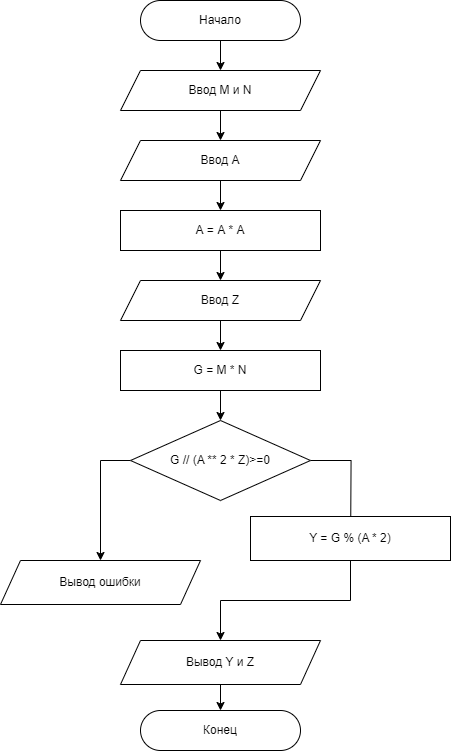 Начало
Ввод M и N
Ввод A
A = A * A
Ввод Z
G = M * N
G // (A ** 2 * Z)>=0
Y = G % (A * 2)
Вывод ошибки
Вывод Y и Z
Конец